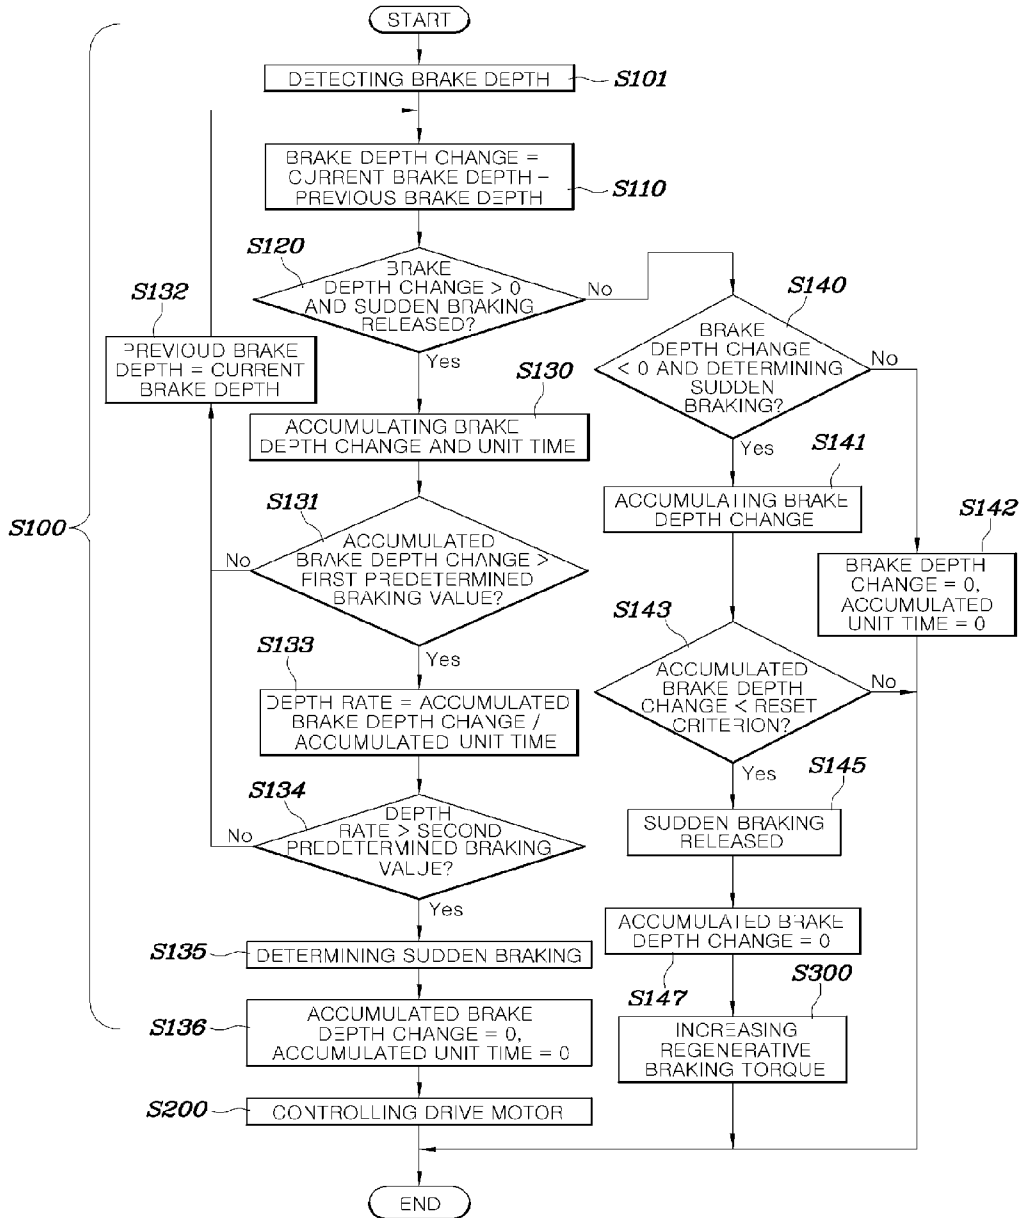 START
DETECTING BRAKE DEPTH
S101
BRAKE DEPTH CHANGE =
CURRENT BRAKE DEPTH –
PREVIOUS BRAKE DEPTH
S110
S120
BRAKE
DEPTH CHANGE > 0
AND SUDDEN BRAKING
RELEASED?
No
Yes
S132
PREVIOUD BRAKE
DEPTH = CURRENT
BRAKE DEPTH
S140
BRAKE
DEPTH CHANGE
< 0 AND DETERMINING
SUDDEN
BRAKING?
No
Yes
S130
ACCUMULATING BRAKE
DEPTH CHANGE AND UNIT TIME
S141
ACCUMULATING BRAKE
DEPTH CHANGE
S100
S131
ACCUMULATED
BRAKE DEPTH CHANGE >
FIRST PREDETERMINED
BRAKING VALUE?
No
Yes
S142
BRAKE DEPTH
CHANGE = 0,
ACCUMULATED
UNIT TIME = 0
S143
ACCUMULATED
BRAKE DEPTH
CHANGE < RESET
CRITERION?
No
Yes
S133
DEPTH RATE = ACCUMULATED
BRAKE DEPTH CHANGE /
ACCUMULATED UNIT TIME
S134
DEPTH
RATE > SECOND
PREDETERMINED BRAKING
VALUE?
No
Yes
S145
SUDDEN BRAKING
RELEASED
S135
DETERMINING SUDDEN BRAKING
ACCUMULATED BRAKE
DEPTH CHANGE = 0
S147
S136
ACCUMULATED BRAKE
DEPTH CHANGE = 0,
ACCUMULATED UNIT TIME = 0
S300
INCREASING
REGENERATIVE
BRAKING TORQUE
S200
CONTROLLING DRIVE MOTOR
END